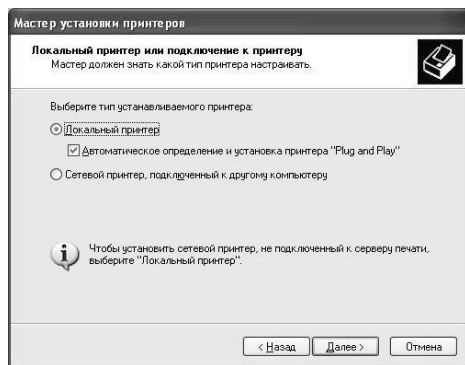 Мастер установки принтеров
Локальный принтер или подключение к принтеру
Мастер должен знать какой тип принтера настраивать.
Выберите тип устанавливаемого принтера:
Локальный принтер
Автоматическое определение и установка принтера "Plug and Play"
Сетевой принтер, подключенный к другому компьютеру
Чтобы установить сетевой принтер, не подключенный к серверу печати,
выберите "Локальный принтер".
< Назад Далее > Отмена